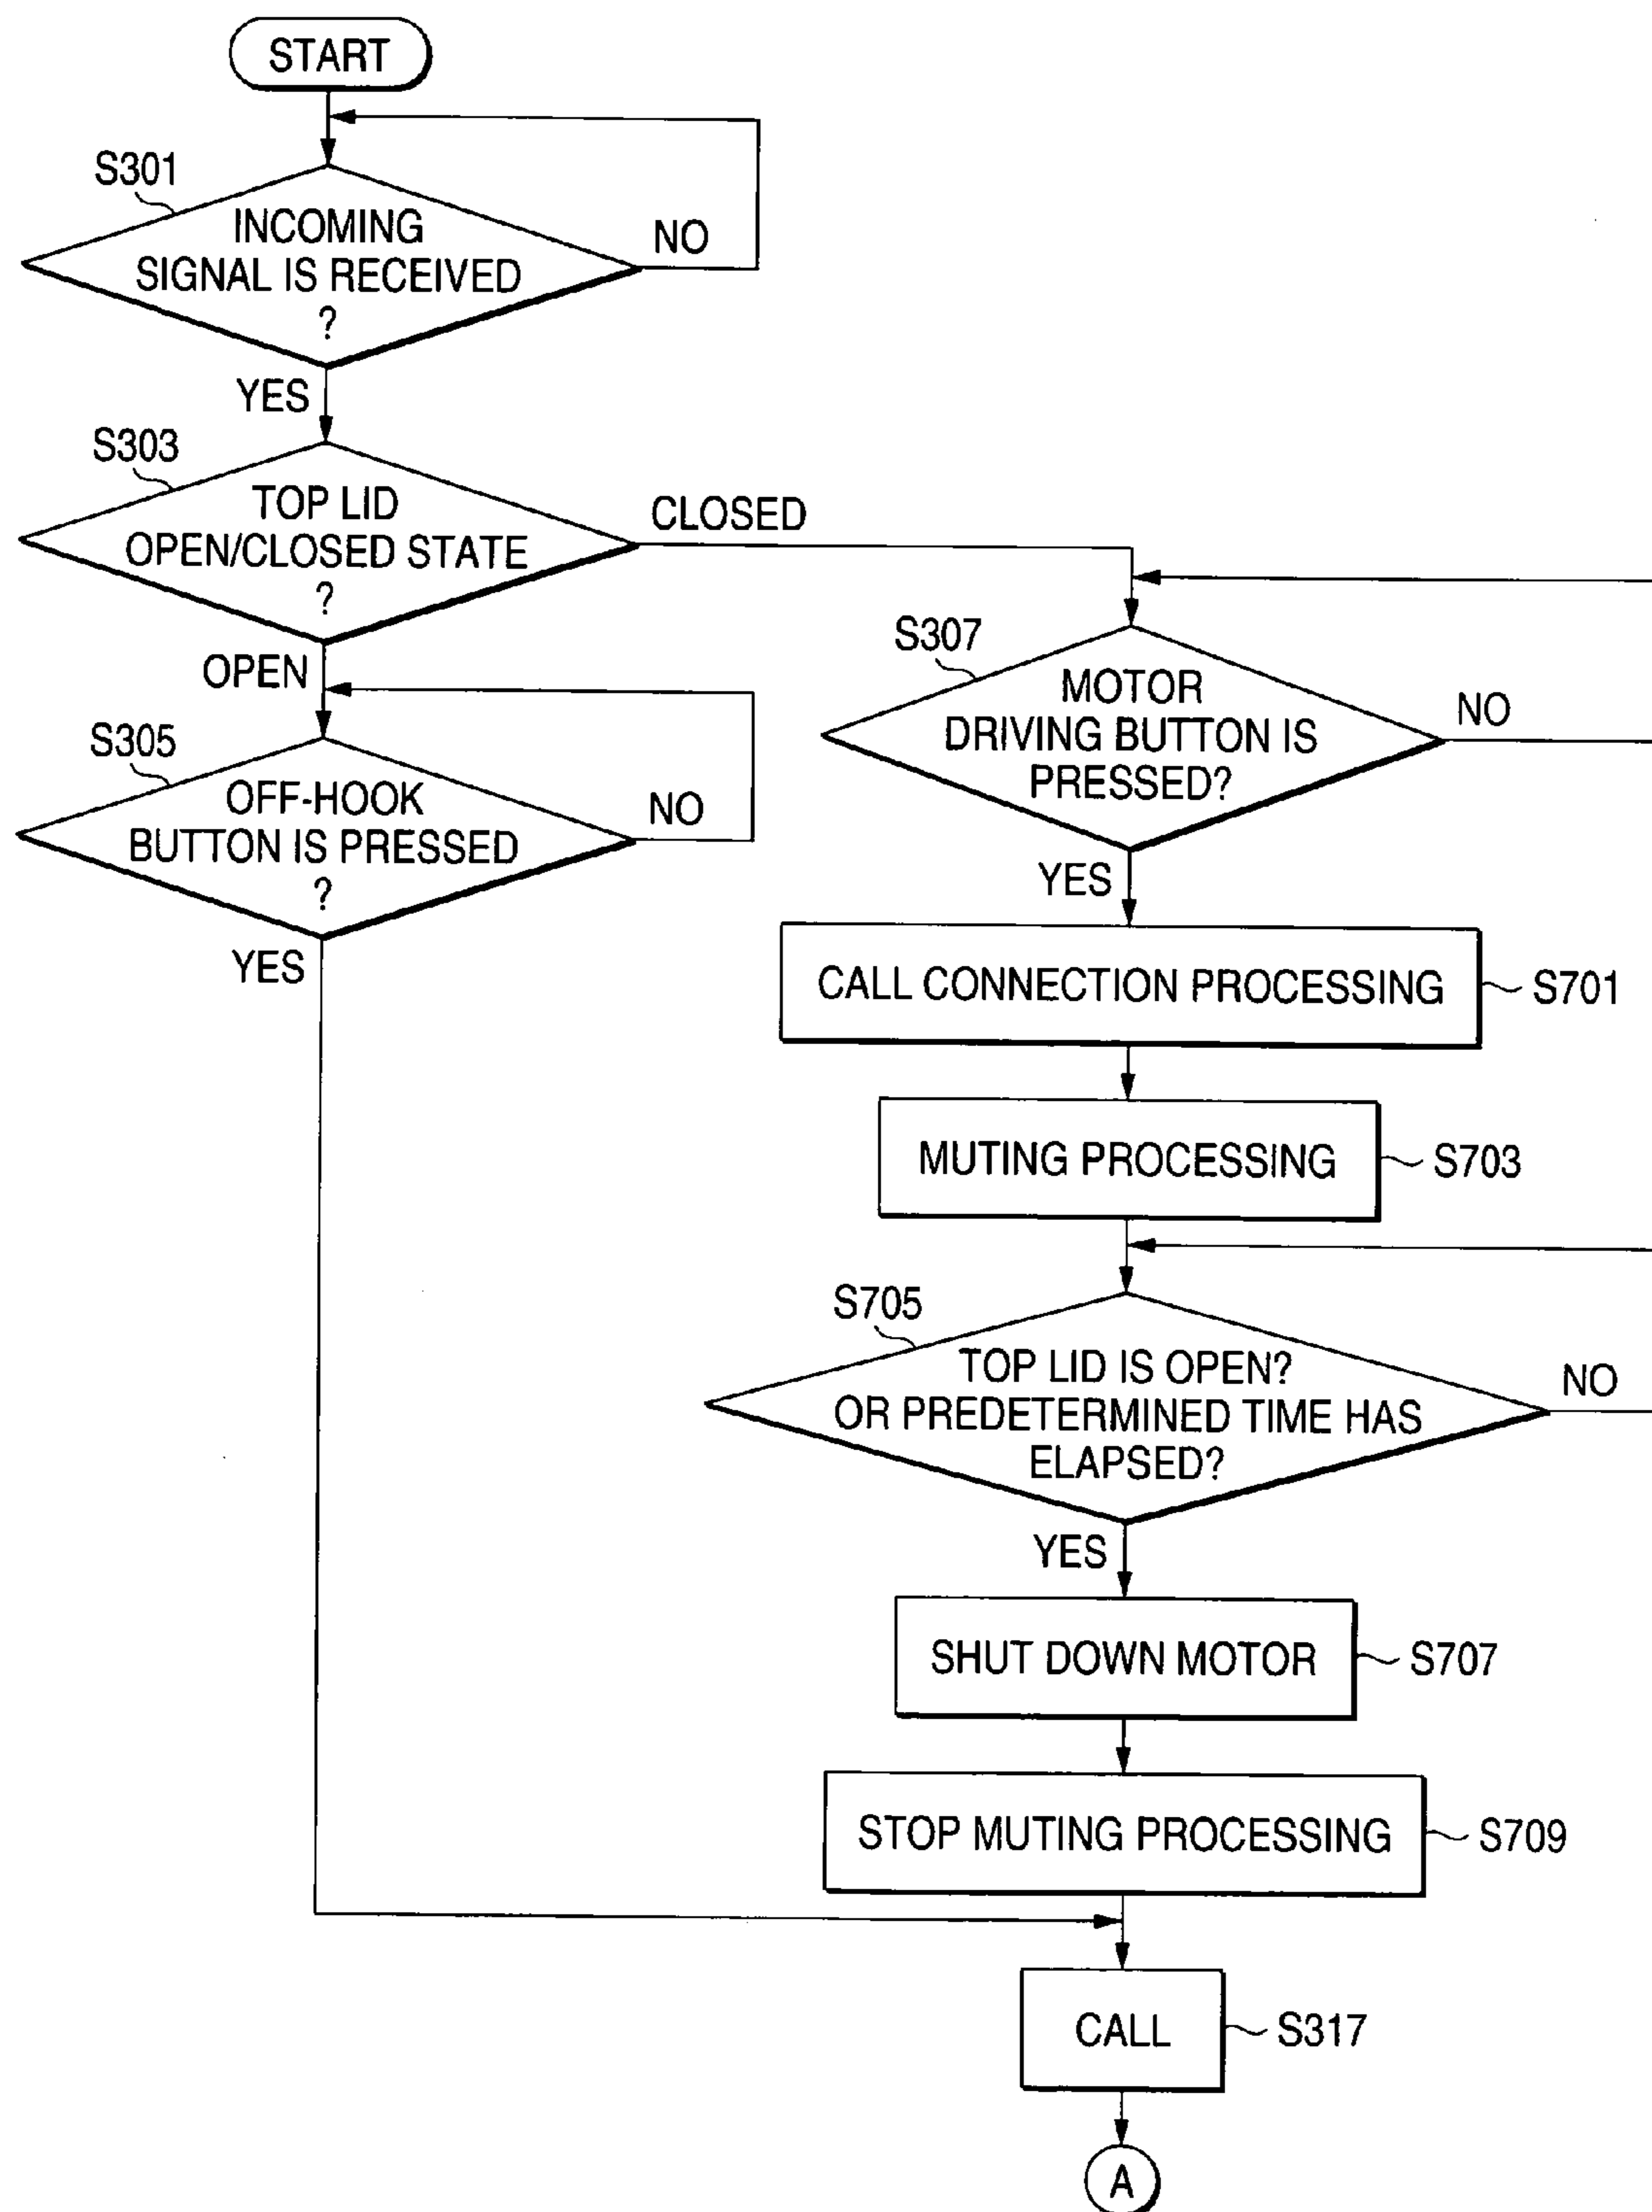 START
S301
INCOMING
SIGNAL IS RECEIVED
?
NO
YES
S303
TOP LID
OPEN/CLOSED STATE
?
CLOSED
OPEN
S305
OFF-HOOK
BUTTON IS PRESSED
?
NO
YES
S307
MOTOR
DRIVING BUTTON IS
PRESSED?
NO
YES
CALL CONNECTION PROCESSING
S701
MUTING PROCESSING
S703
S705
TOP LID IS OPEN?
OR PREDETERMINED TIME HAS
ELAPSED?
NO
YES
SHUT DOWN MOTOR
S707
STOP MUTING PROCESSING
S709
CALL
S317
A